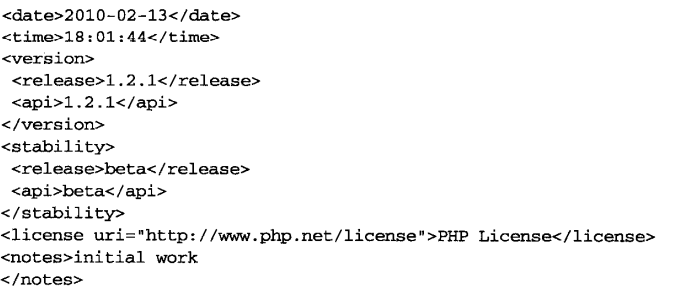 <date>2010-02-13</date>
<time>18:01:44</time>
<version>
 <release>1.2.1</release>
 <api>1.2.1</api>
</version>
<stability>
 <release>beta</release>
 <api>beta</api>
</stability>
<license uri="http://www.php.net/license">PHP License</license>
<notes>initial work
</notes>